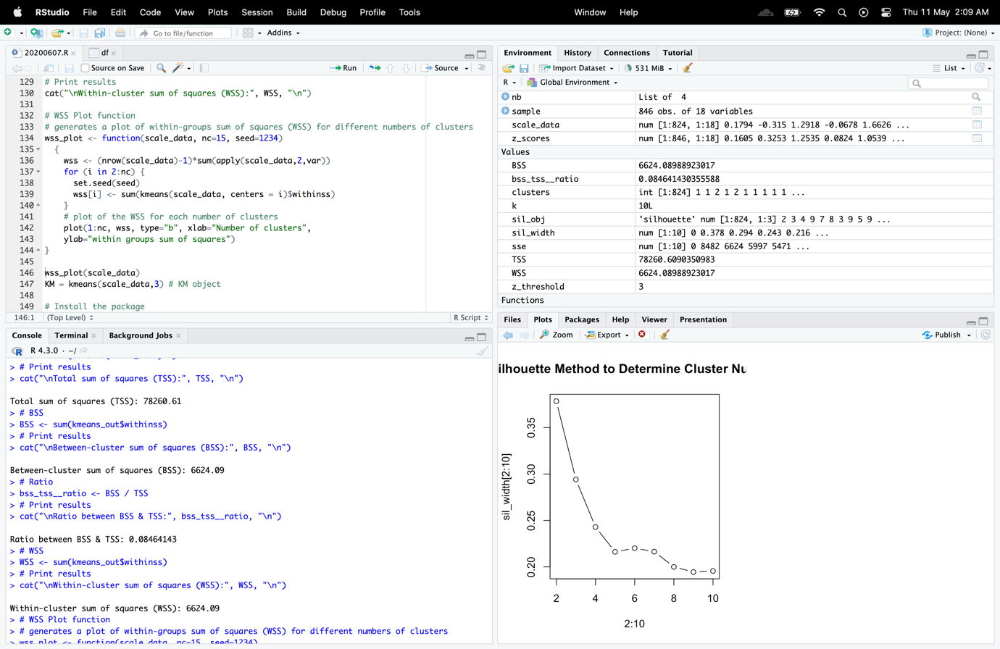 RStudio File Edit Code View Plots Session Build Debug Profile Tools Window Help Thu 11 May 2:09 AM
Go to file/function Addins Project: (None)
20200607.R df
Source on Save Run Source
129 # Print results
130 cat("\nWithin-cluster sum of squares (WSS):", WSS, "\n")
131
132 # WSS Plot function
133 # generates a plot of within-groups sum of squares (WSS) for different numbers of clusters
134 wss_plot <- function(scale_data, nc=15, seed=1234)
135 {
136 wss <- (nrow(scale_data)-1)*sum(apply(scale_data,2,var))
137 for (i in 2:nc) {
138 set.seed(seed)
139 wss[i] <- sum(kmeans(scale_data, centers = i)$withinss)
140 }
141 # plot of the WSS for each number of clusters
142 plot(1:nc, wss, type="b", xlab="Number of clusters",
143 ylab="within groups sum of squares")
144 }
145
146 wss_plot(scale_data)
147 KM = kmeans(scale_data,3) # KM object
148
149 # Install the package
146:1 (Top Level) R Script
Console Terminal Background Jobs
R 4.3.0 · ~/
> # Print results
> cat("\nTotal sum of squares (TSS):", TSS, "\n")
Total sum of squares (TSS): 78260.61
> # BSS
> BSS <- sum(kmeans_out$withinss)
> # Print results
> cat("\nBetween-cluster sum of squares (BSS):", BSS, "\n")
Between-cluster sum of squares (BSS): 6624.09
> # Ratio
> bss_tss__ratio <- BSS / TSS
> # Print results
> cat("\nRatio between BSS & TSS:", bss_tss__ratio, "\n")
Ratio between BSS & TSS: 0.08464143
> # WSS
> WSS <- sum(kmeans_out$withinss)
> # Print results
> cat("\nWithin-cluster sum of squares (WSS):", WSS, "\n")
Within-cluster sum of squares (WSS): 6624.09
> # WSS Plot function
> # generates a plot of within-groups sum of squares (WSS) for different numbers of clusters
> wss_plot <- function(scale_data, nc=15, seed=1234)
Environment History Connections Tutorial
Import Dataset 531 MiB List
R Global Environment
nb List of 4
sample 846 obs. of 18 variables
scale_data num [1:824, 1:18] 0.1794 -0.315 1.2918 -0.0678 1.6626 ...
z_scores num [1:846, 1:18] 0.1605 0.3253 1.2535 0.0824 1.0539 ...
Values
BSS 6624.08988923017
bss_tss__ratio 0.084641430355588
clusters int [1:824] 1 1 2 1 2 1 1 1 1 1 ...
k 10L
sil_obj 'silhouette' num [1:824, 1:3] 2 3 4 9 7 8 3 9 5 9 ...
sil_width num [1:10] 0 0.378 0.294 0.243 0.216 ...
sse num [1:10] 0 8482 6624 5997 5471 ...
TSS 78260.6090350983
WSS 6624.08988923017
z_threshold 3
Functions
Files Plots Packages Help Viewer Presentation
Zoom Export Publish
ilhouette Method to Determine Cluster Nu
sil_width[2:10]
0.35
0.30
0.25
0.20
2 4 6 8 10
2:10